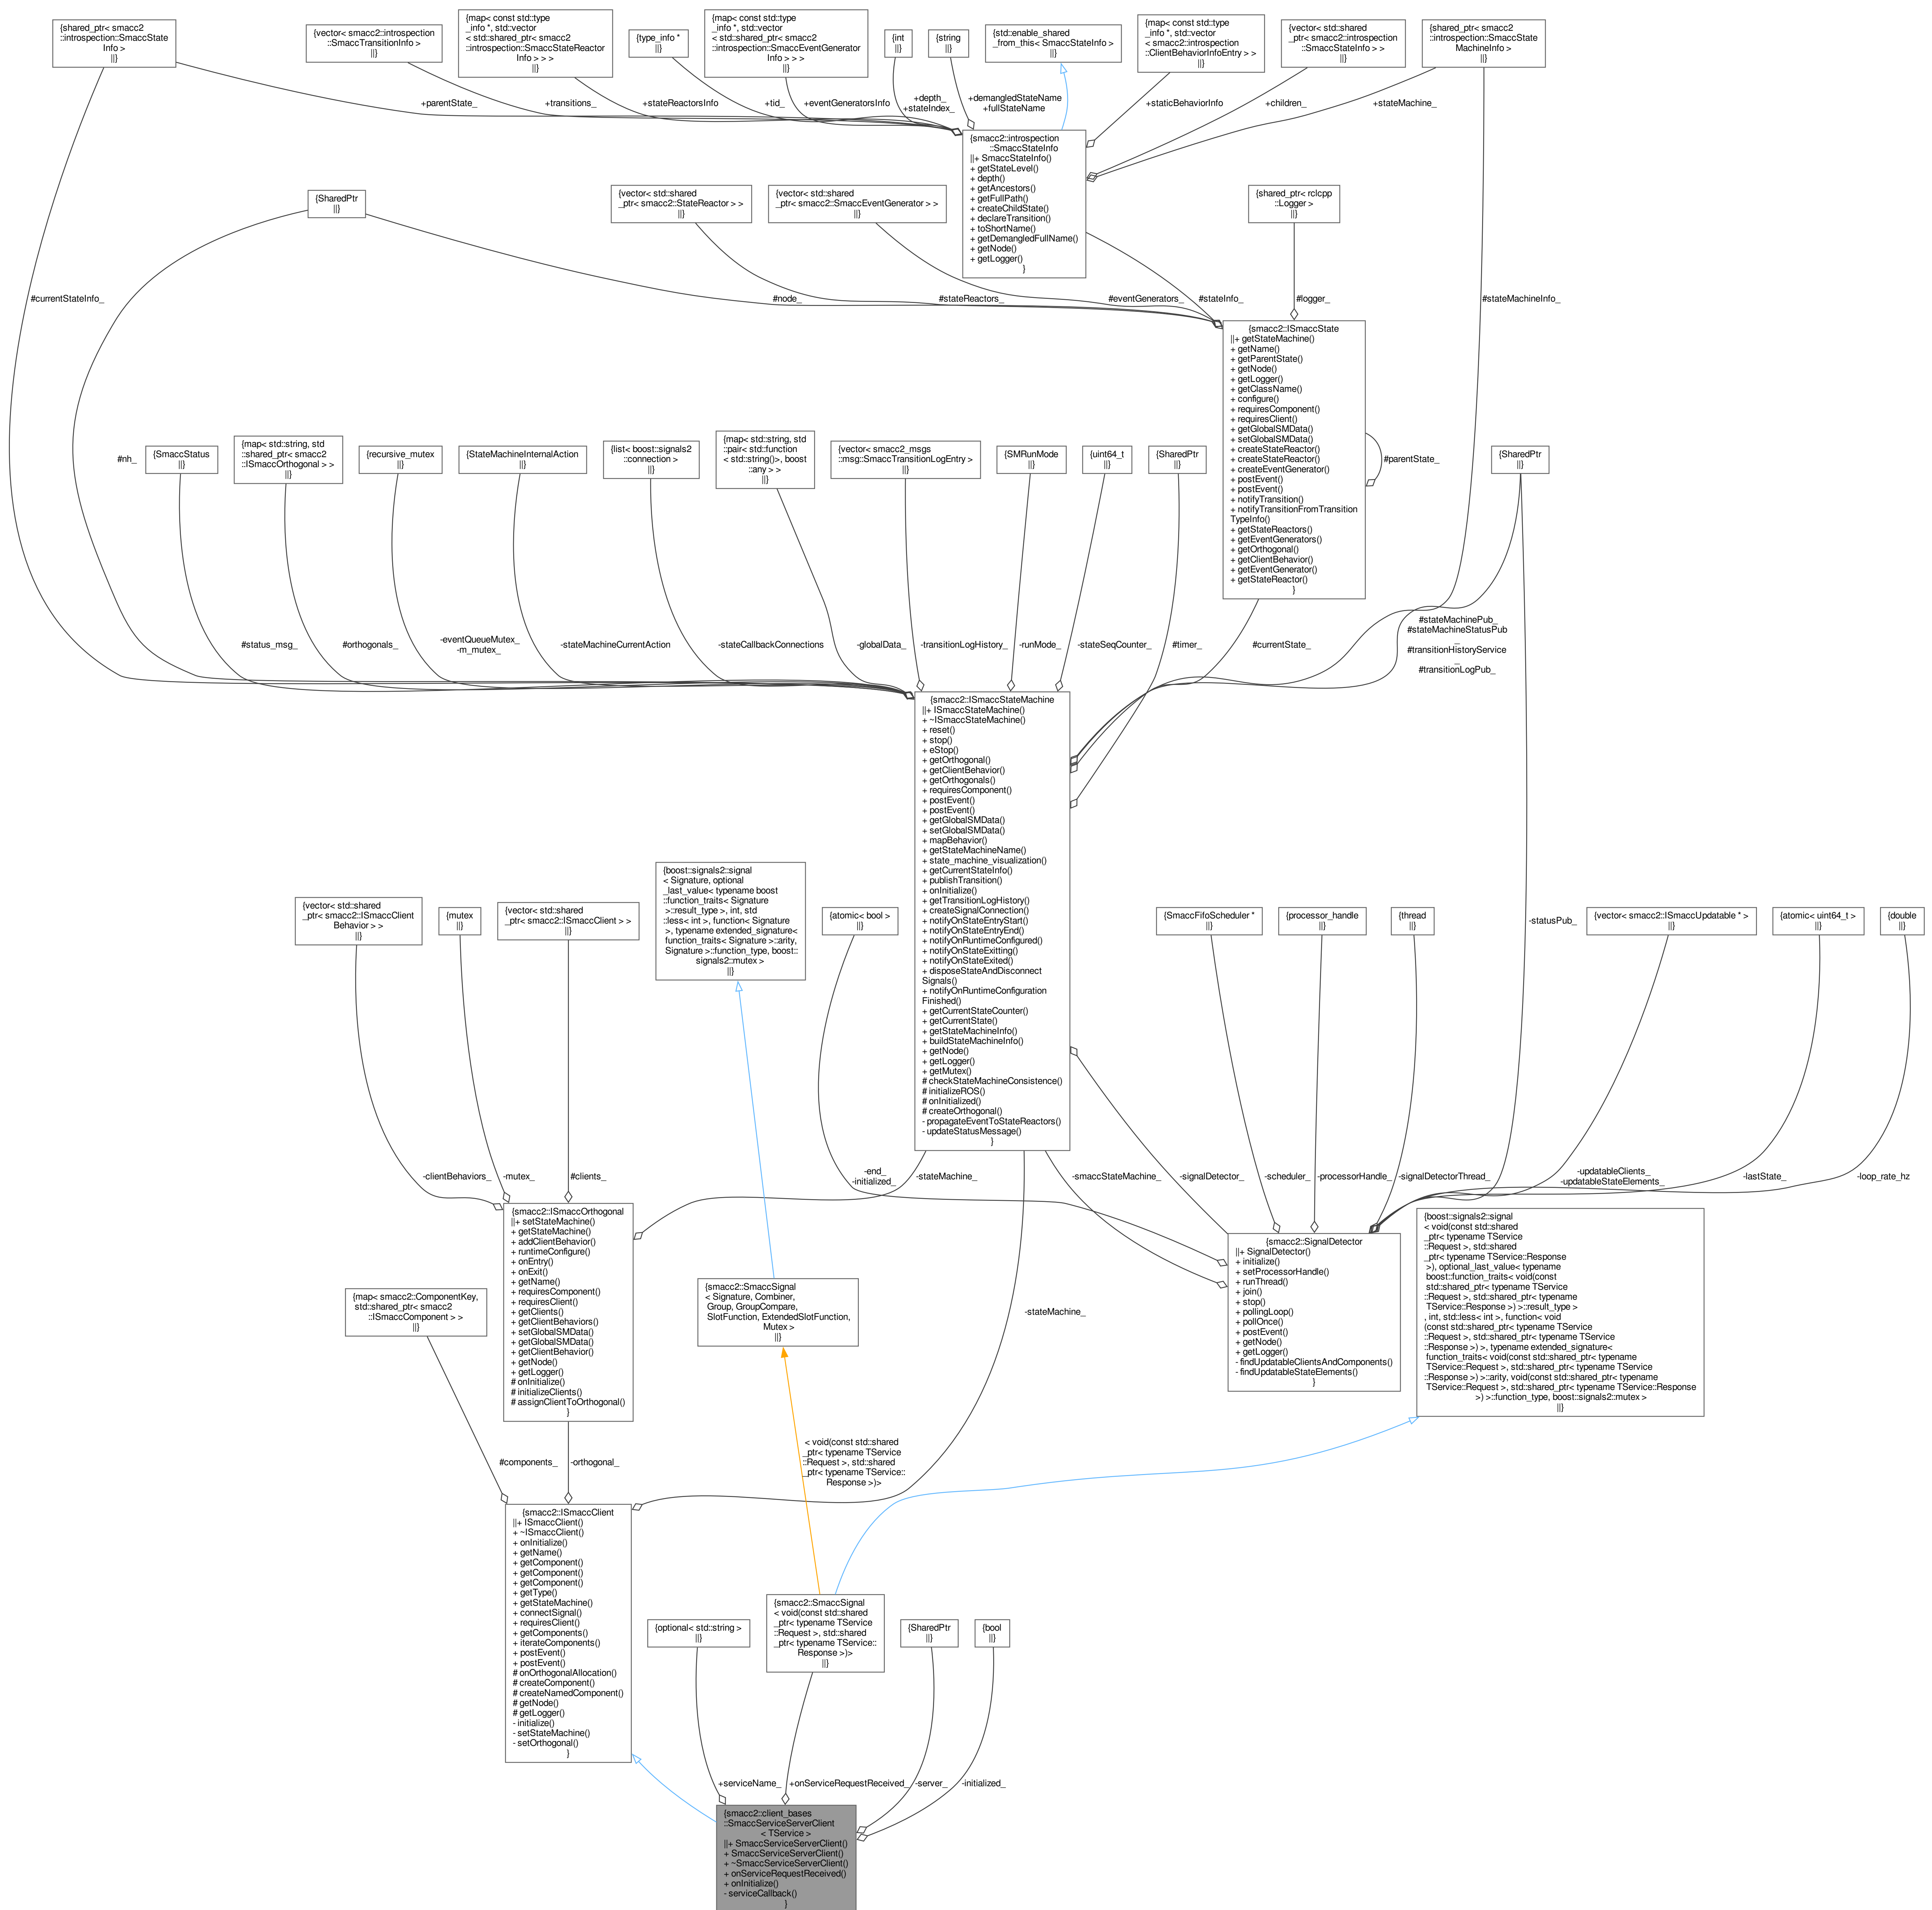 {shared_ptr< smacc2
::introspection::SmaccState
Info >
||}
{vector< smacc2::introspection
::SmaccTransitionInfo >
||}
{map< const std::type
_info *, std::vector
< std::shared_ptr< smacc2
::introspection::SmaccStateReactor
Info > > >
||}
{type_info *
||}
{map< const std::type
_info *, std::vector
< std::shared_ptr< smacc2
::introspection::SmaccEventGenerator
Info > > >
||}
{int
||}
{string
||}
{std::enable_shared
_from_this< SmaccStateInfo >
||}
{map< const std::type
_info *, std::vector
< smacc2::introspection
::ClientBehaviorInfoEntry > >
||}
{vector< std::shared
_ptr< smacc2::introspection
::SmaccStateInfo > >
||}
{shared_ptr< smacc2
::introspection::SmaccState
MachineInfo >
||}
+parentState_
+transitions_
+stateReactorsInfo
+tid_
+eventGeneratorsInfo
+depth_
+stateIndex_
+demangledStateName
+fullStateName
+staticBehaviorInfo
+children_
+stateMachine_
{smacc2::introspection
::SmaccStateInfo
||+ SmaccStateInfo()
+ getStateLevel()
+ depth()
+ getAncestors()
+ getFullPath()
+ createChildState()
+ declareTransition()
+ toShortName()
+ getDemangledFullName()
+ getNode()
+ getLogger()
}
{SharedPtr
||}
{vector< std::shared
_ptr< smacc2::StateReactor > >
||}
{vector< std::shared
_ptr< smacc2::SmaccEventGenerator > >
||}
{shared_ptr< rclcpp
::Logger >
||}
#currentStateInfo_
#node_
#stateReactors_
#eventGenerators_
#stateInfo_
#logger_
#stateMachineInfo_
{smacc2::ISmaccState
||+ getStateMachine()
+ getName()
+ getParentState()
+ getNode()
+ getLogger()
+ getClassName()
+ configure()
+ requiresComponent()
+ requiresClient()
+ getGlobalSMData()
+ setGlobalSMData()
+ createStateReactor()
+ createStateReactor()
+ createEventGenerator()
+ postEvent()
+ postEvent()
+ notifyTransition()
+ notifyTransitionFromTransition
TypeInfo()
+ getStateReactors()
+ getEventGenerators()
+ getOrthogonal()
+ getClientBehavior()
+ getEventGenerator()
+ getStateReactor()
}
#parentState_
#nh_
{SmaccStatus
||}
{map< std::string, std
::shared_ptr< smacc2
::ISmaccOrthogonal > >
||}
{recursive_mutex
||}
{StateMachineInternalAction
||}
{list< boost::signals2
::connection >
||}
{map< std::string, std
::pair< std::function
< std::string()>, boost
::any > >
||}
{vector< smacc2_msgs
::msg::SmaccTransitionLogEntry >
||}
{SMRunMode
||}
{uint64_t
||}
{SharedPtr
||}
{SharedPtr
||}
#status_msg_
#orthogonals_
-eventQueueMutex_
-m_mutex_
-stateMachineCurrentAction
-stateCallbackConnections
-globalData_
-transitionLogHistory_
-runMode_
-stateSeqCounter_
#timer_
#currentState_
#stateMachinePub_
#stateMachineStatusPub
_
#transitionHistoryService
_
#transitionLogPub_
{smacc2::ISmaccStateMachine
||+ ISmaccStateMachine()
+ ~ISmaccStateMachine()
+ reset()
+ stop()
+ eStop()
+ getOrthogonal()
+ getClientBehavior()
+ getOrthogonals()
+ requiresComponent()
+ postEvent()
+ postEvent()
+ getGlobalSMData()
+ setGlobalSMData()
+ mapBehavior()
+ getStateMachineName()
+ state_machine_visualization()
+ getCurrentStateInfo()
+ publishTransition()
+ onInitialize()
+ getTransitionLogHistory()
+ createSignalConnection()
+ notifyOnStateEntryStart()
+ notifyOnStateEntryEnd()
+ notifyOnRuntimeConfigured()
+ notifyOnStateExitting()
+ notifyOnStateExited()
+ disposeStateAndDisconnect
Signals()
+ notifyOnRuntimeConfiguration
Finished()
+ getCurrentStateCounter()
+ getCurrentState()
+ getStateMachineInfo()
+ buildStateMachineInfo()
+ getNode()
+ getLogger()
+ getMutex()
# checkStateMachineConsistence()
# initializeROS()
# onInitialized()
# createOrthogonal()
- propagateEventToStateReactors()
- updateStatusMessage()
}
{vector< std::shared
_ptr< smacc2::ISmaccClient
Behavior > >
||}
{mutex
||}
{vector< std::shared
_ptr< smacc2::ISmaccClient > >
||}
{boost::signals2::signal
< Signature, optional
_last_value< typename boost
::function_traits< Signature
>::result_type >, int, std
::less< int >, function< Signature
>, typename extended_signature<
function_traits< Signature >::arity,
Signature >::function_type, boost::
signals2::mutex >
||}
{atomic< bool >
||}
{SmaccFifoScheduler *
||}
{processor_handle
||}
{thread
||}
-statusPub_
{vector< smacc2::ISmaccUpdatable * >
||}
{atomic< uint64_t >
||}
{double
||}
-clientBehaviors_
-mutex_
#clients_
-end_
-initialized_
-stateMachine_
-smaccStateMachine_
-signalDetector_
-scheduler_
-processorHandle_
-signalDetectorThread_
-updatableClients_
-updatableStateElements_
-lastState_
-loop_rate_hz
{smacc2::ISmaccOrthogonal
||+ setStateMachine()
+ getStateMachine()
+ addClientBehavior()
+ runtimeConfigure()
+ onEntry()
+ onExit()
+ getName()
+ requiresComponent()
+ requiresClient()
+ getClients()
+ getClientBehaviors()
+ setGlobalSMData()
+ getGlobalSMData()
+ getClientBehavior()
+ getNode()
+ getLogger()
# onInitialize()
# initializeClients()
# assignClientToOrthogonal()
}
{smacc2::SignalDetector
||+ SignalDetector()
+ initialize()
+ setProcessorHandle()
+ runThread()
+ join()
+ stop()
+ pollingLoop()
+ pollOnce()
+ postEvent()
+ getNode()
+ getLogger()
- findUpdatableClientsAndComponents()
- findUpdatableStateElements()
}
{boost::signals2::signal
< void(const std::shared
_ptr< typename TService
::Request >, std::shared
_ptr< typename TService::Response
>), optional_last_value< typename
boost::function_traits< void(const
std::shared_ptr< typename TService
::Request >, std::shared_ptr< typename
TService::Response >) >::result_type >
, int, std::less< int >, function< void
(const std::shared_ptr< typename TService
::Request >, std::shared_ptr< typename TService
::Response >) >, typename extended_signature<
function_traits< void(const std::shared_ptr< typename
TService::Request >, std::shared_ptr< typename TService
::Response >) >::arity, void(const std::shared_ptr< typename
TService::Request >, std::shared_ptr< typename TService::Response
>) >::function_type, boost::signals2::mutex >
||}
{map< smacc2::ComponentKey,
std::shared_ptr< smacc2
::ISmaccComponent > >
||}
{smacc2::SmaccSignal
< Signature, Combiner,
Group, GroupCompare,
SlotFunction, ExtendedSlotFunction,
Mutex >
||}
-stateMachine_
#components_
-orthogonal_
< void(const std::shared
_ptr< typename TService
::Request >, std::shared
_ptr< typename TService::
Response >)>
{smacc2::ISmaccClient
||+ ISmaccClient()
+ ~ISmaccClient()
+ onInitialize()
+ getName()
+ getComponent()
+ getComponent()
+ getComponent()
+ getType()
+ getStateMachine()
+ connectSignal()
+ requiresClient()
+ getComponents()
+ iterateComponents()
+ postEvent()
+ postEvent()
# onOrthogonalAllocation()
# createComponent()
# createNamedComponent()
# getNode()
# getLogger()
- initialize()
- setStateMachine()
- setOrthogonal()
}
{optional< std::string >
||}
{smacc2::SmaccSignal
< void(const std::shared
_ptr< typename TService
::Request >, std::shared
_ptr< typename TService::
Response >)>
||}
{SharedPtr
||}
{bool
||}
+serviceName_
+onServiceRequestReceived_
-server_
-initialized_
{smacc2::client_bases
::SmaccServiceServerClient
< TService >
||+ SmaccServiceServerClient()
+ SmaccServiceServerClient()
+ ~SmaccServiceServerClient()
+ onServiceRequestReceived()
+ onInitialize()
- serviceCallback()
}